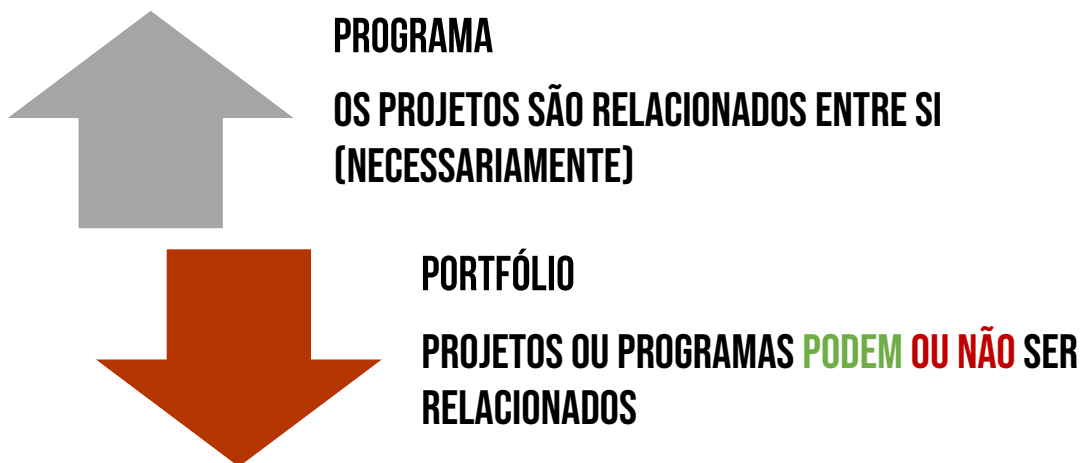 PROGRAMA
OS PROJETOS SÃO RELACIONADOS ENTRE SI
(NECESSARIAMENTE)
PORTFÓLIO
PROJETOS OU PROGRAMAS PODEM OU NÃO SER
RELACIONADOS